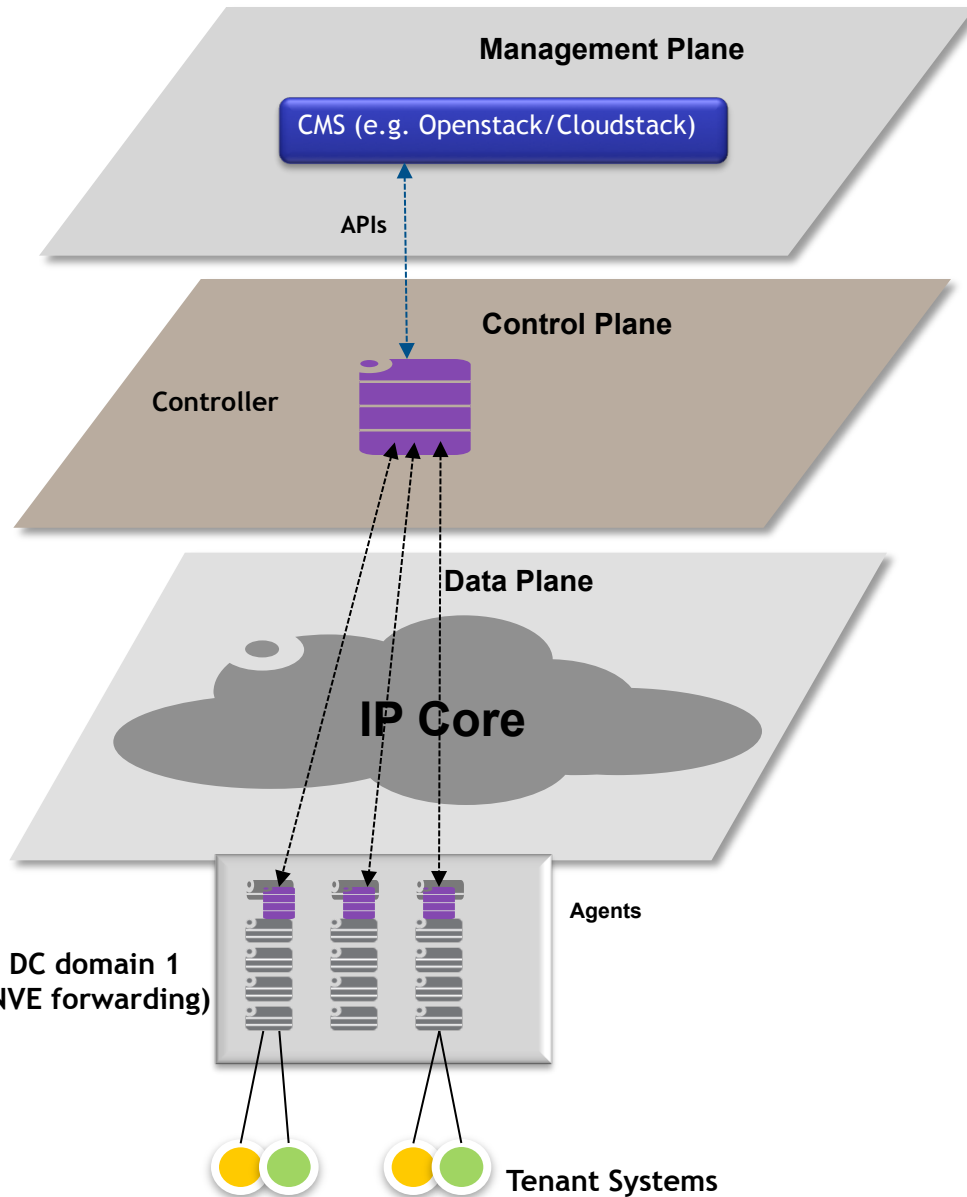 Management Plane
CMS (e.g. Openstack/Cloudstack)
APIs
Control Plane
Controller
Data Plane
IP Core
Agents
DC domain 1
NVE forwarding)
Tenant Systems